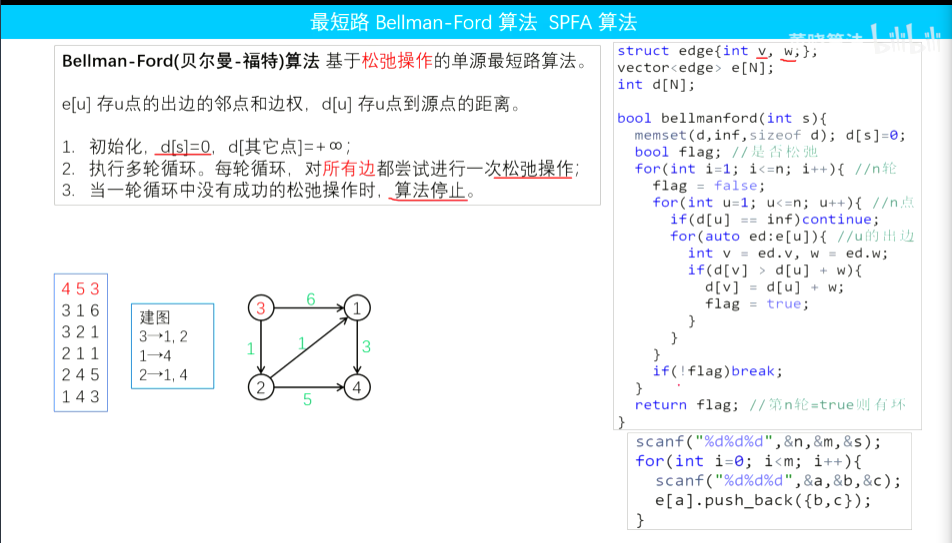 最短路 Bellman-Ford 算法 SPFA 算法
bilibili
Bellman-Ford(贝尔曼-福特)算法 基于松弛操作的单源最短路算法。
e[u] 存u点的出边的邻点和边权，d[u] 存u点到源点的距离。
1. 初始化，d[s]=0，d[其它点]=+∞；
2. 执行多轮循环。每轮循环，对所有边都尝试进行一次松弛操作；
3. 当一轮循环中没有成功的松弛操作时，算法停止。
4 5 3
3 1 6
3 2 1
2 1 1
2 4 5
1 4 3
建图
3→1, 2
1→4
2→1, 4
3
6
1
1
1
3
2
5
4
struct edge{int v, w;};
vector<edge> e[N];
int d[N];
bool bellmanford(int s){
memset(d,inf,sizeof d); d[s]=0;
bool flag; //是否松弛
for(int i=1; i<=n; i++){ //n轮
flag = false;
for(int u=1; u<=n; u++){ //n点
if(d[u] == inf)continue;
for(auto ed:e[u]){ //u的出边
int v = ed.v, w = ed.w;
if(d[v] > d[u] + w){
d[v] = d[u] + w;
flag = true;
}
}
}
if(!flag)break;
}
return flag; //第n轮=true则有环
}
scanf("%d%d%d",&n,&m,&s);
for(int i=0; i<m; i++){
scanf("%d%d%d",&a,&b,&c);
e[a].push_back({b,c});
}